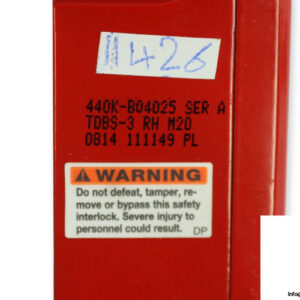 11426
440K-B04025 SER A
TDBS-3 RH M20
0814 111149 PL
WARNING
Do not defeat, tamper, re-
move or bypass this safety
interlock. Severe injury to
personnel could result. DP